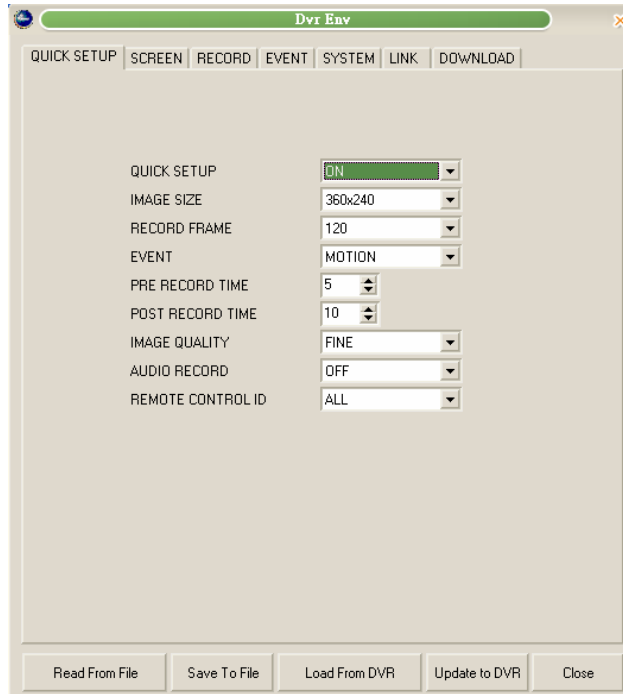 Dvr Env
QUICK SETUP SCREEN RECORD EVENT SYSTEM LINK DOWNLOAD
QUICK SETUP ON
IMAGE SIZE 360x240
RECORD FRAME 120
EVENT MOTION
PRE RECORD TIME 5
POST RECORD TIME 10
IMAGE QUALITY FINE
AUDIO RECORD OFF
REMOTE CONTROL ID ALL
Read From File Save To File Load From DVR Update to DVR Close